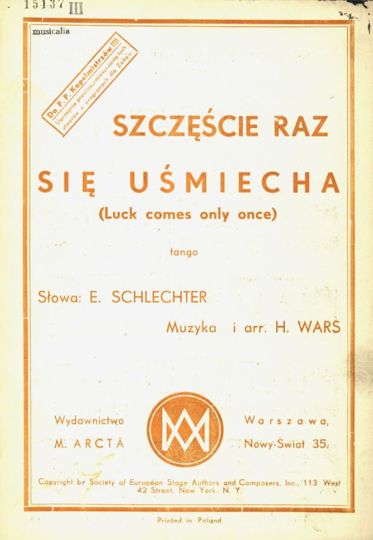 15137 III
musicalia
Do P. P. Kapelmistrzów !!!
SZCZĘŚCIE RAZ
SIĘ UŚMIECHA
(Luck comes only once)
tango
Słowa: E. SCHLECHTER
Muzyka i arr. H. WARS
Wydawnictwo
M. ARCTA
Warszawa,
Nowy-Świat 35.
Copyright by Society of European Stage Authors and Composers, Inc., 113 West
42 Street, New York. N. Y.
Printed in Poland